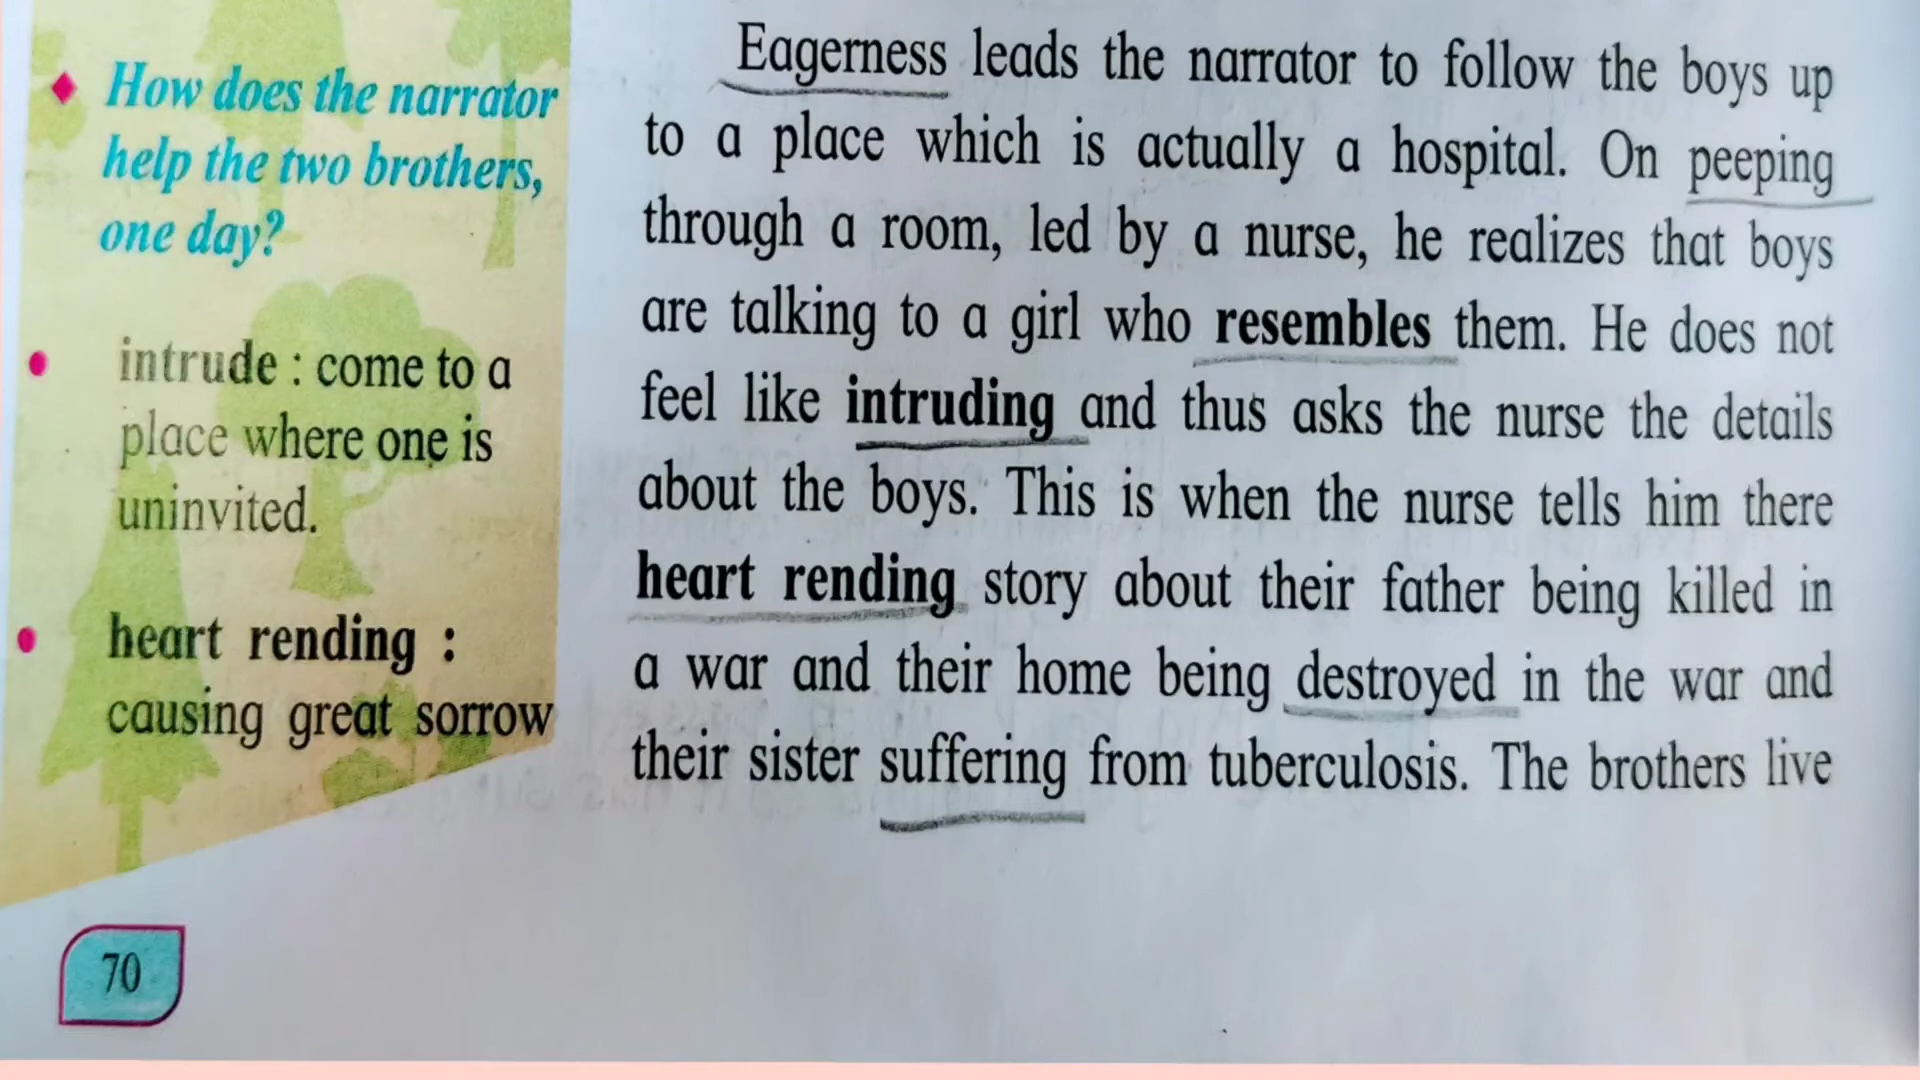 How does the narrator
help the two brothers,
one day?
intrude : come to a
place where one is
uninvited.
heart rending :
causing great sorrow
70
Eagerness leads the narrator to follow the boys up
to a place which is actually a hospital. On peeping
through a room, led by a nurse, he realizes that boys
are talking to a girl who resembles them. He does not
feel like intruding and thus asks the nurse the details
about the boys. This is when the nurse tells him there
heart rending story about their father being killed in
a war and their home being destroyed in the war and
their sister suffering from tuberculosis. The brothers live